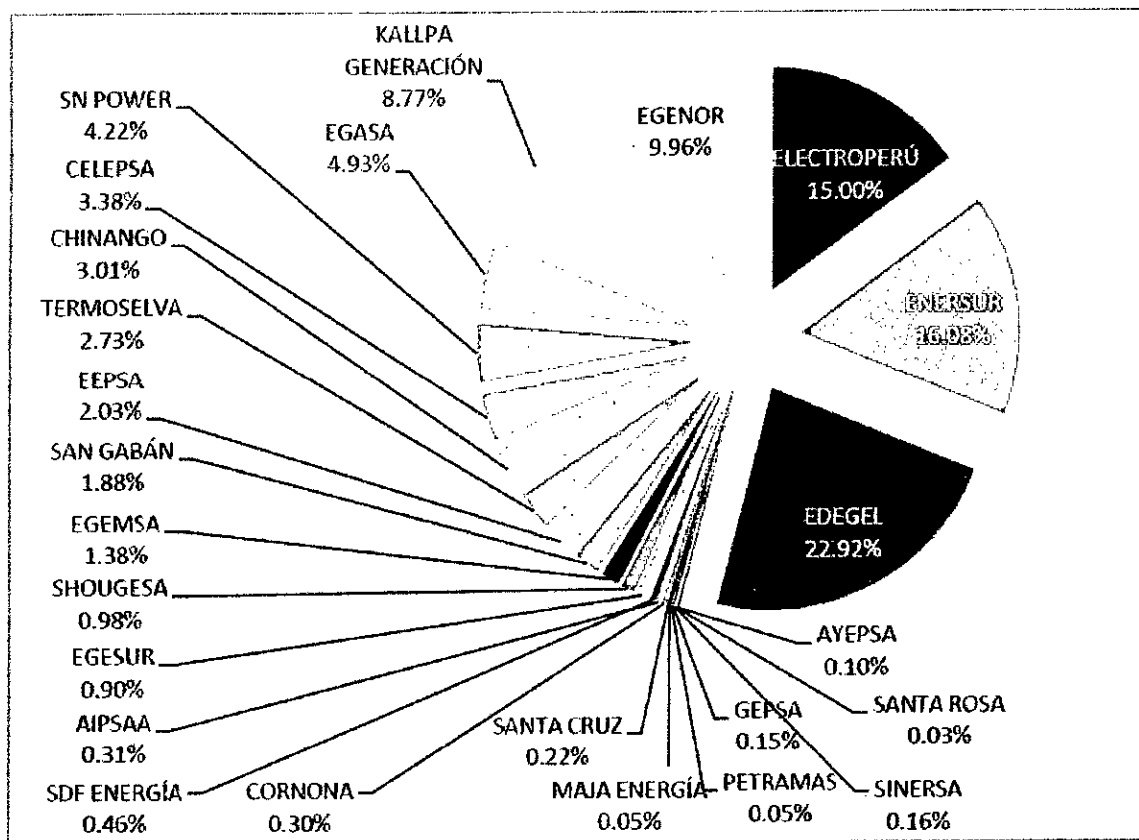 KALLPA
GENERACIÓN
8.77%
EGENOR
9.96%
ELECTROPERÚ
15.00%
ENERSUR
16.08%
EDEGEL
22.92%
SN POWER
4.22%
EGASA
4.93%
CELEPSA
3.38%
CHINANGO
3.01%
TERMOSELVA
2.73%
EEPSA
2.03%
SAN GABÁN
1.88%
EGEMSA
1.38%
SHOUGESA
0.98%
EGESUR
0.90%
AIPSAA
0.31%
SDF ENERGÍA
0.46%
CORNONA
0.30%
SANTA CRUZ
0.22%
MAJA ENERGÍA
0.05%
PETRAMAS
0.05%
GEPSA
0.15%
AYEPSA
0.10%
SANTA ROSA
0.03%
SINERSA
0.16%